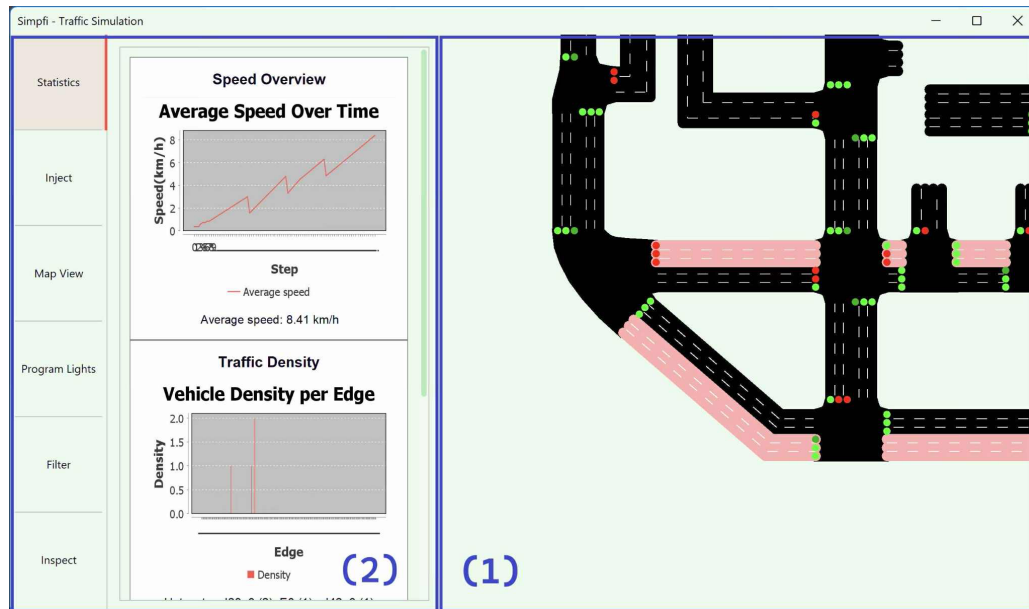 Simpfi - Traffic Simulation
Statistics
Inject
Map View
Program Lights
Filter
Inspect
Speed Overview
Average Speed Over Time
Speed(km/h)
8
6
4
2
0
Step
Average speed
Average speed: 8.41 km/h
Traffic Density
Vehicle Density per Edge
Density
2.0
1.5
1.0
0.5
0.0
Edge
Density
(2)
(1)